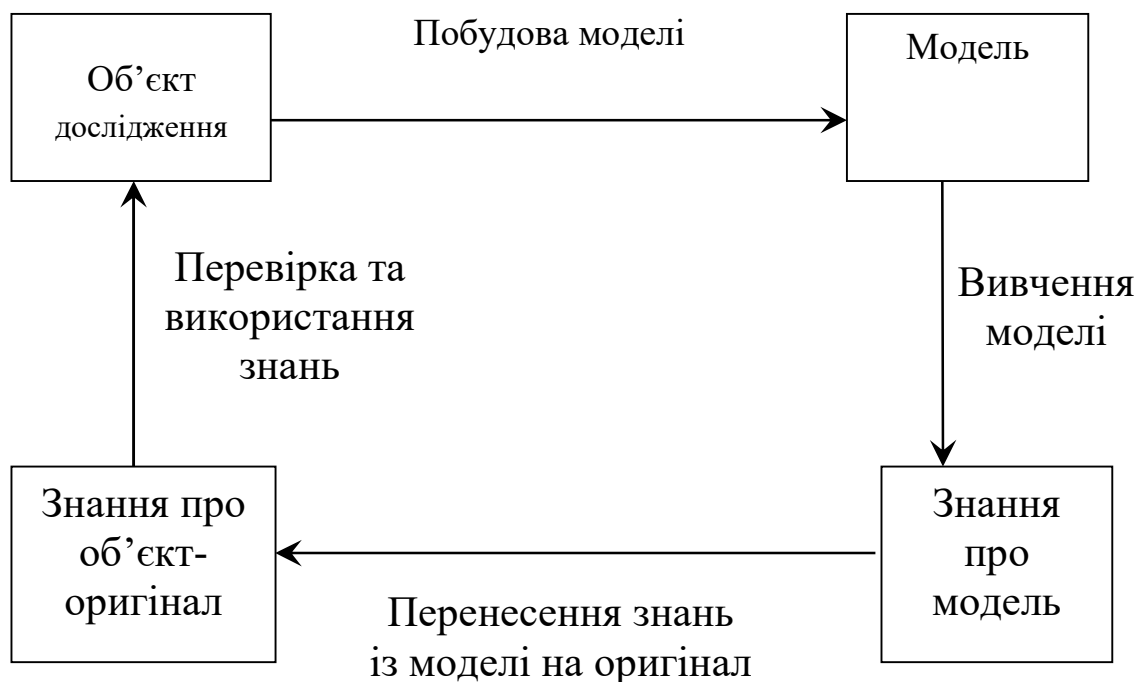 Побудова моделі
Об’єкт
дослідження
Модель
Перевірка та
використання
знань
Вивчення
моделі
Знання про
об’єкт-
оригінал
Знання
про
модель
Перенесення знань
із моделі на оригінал